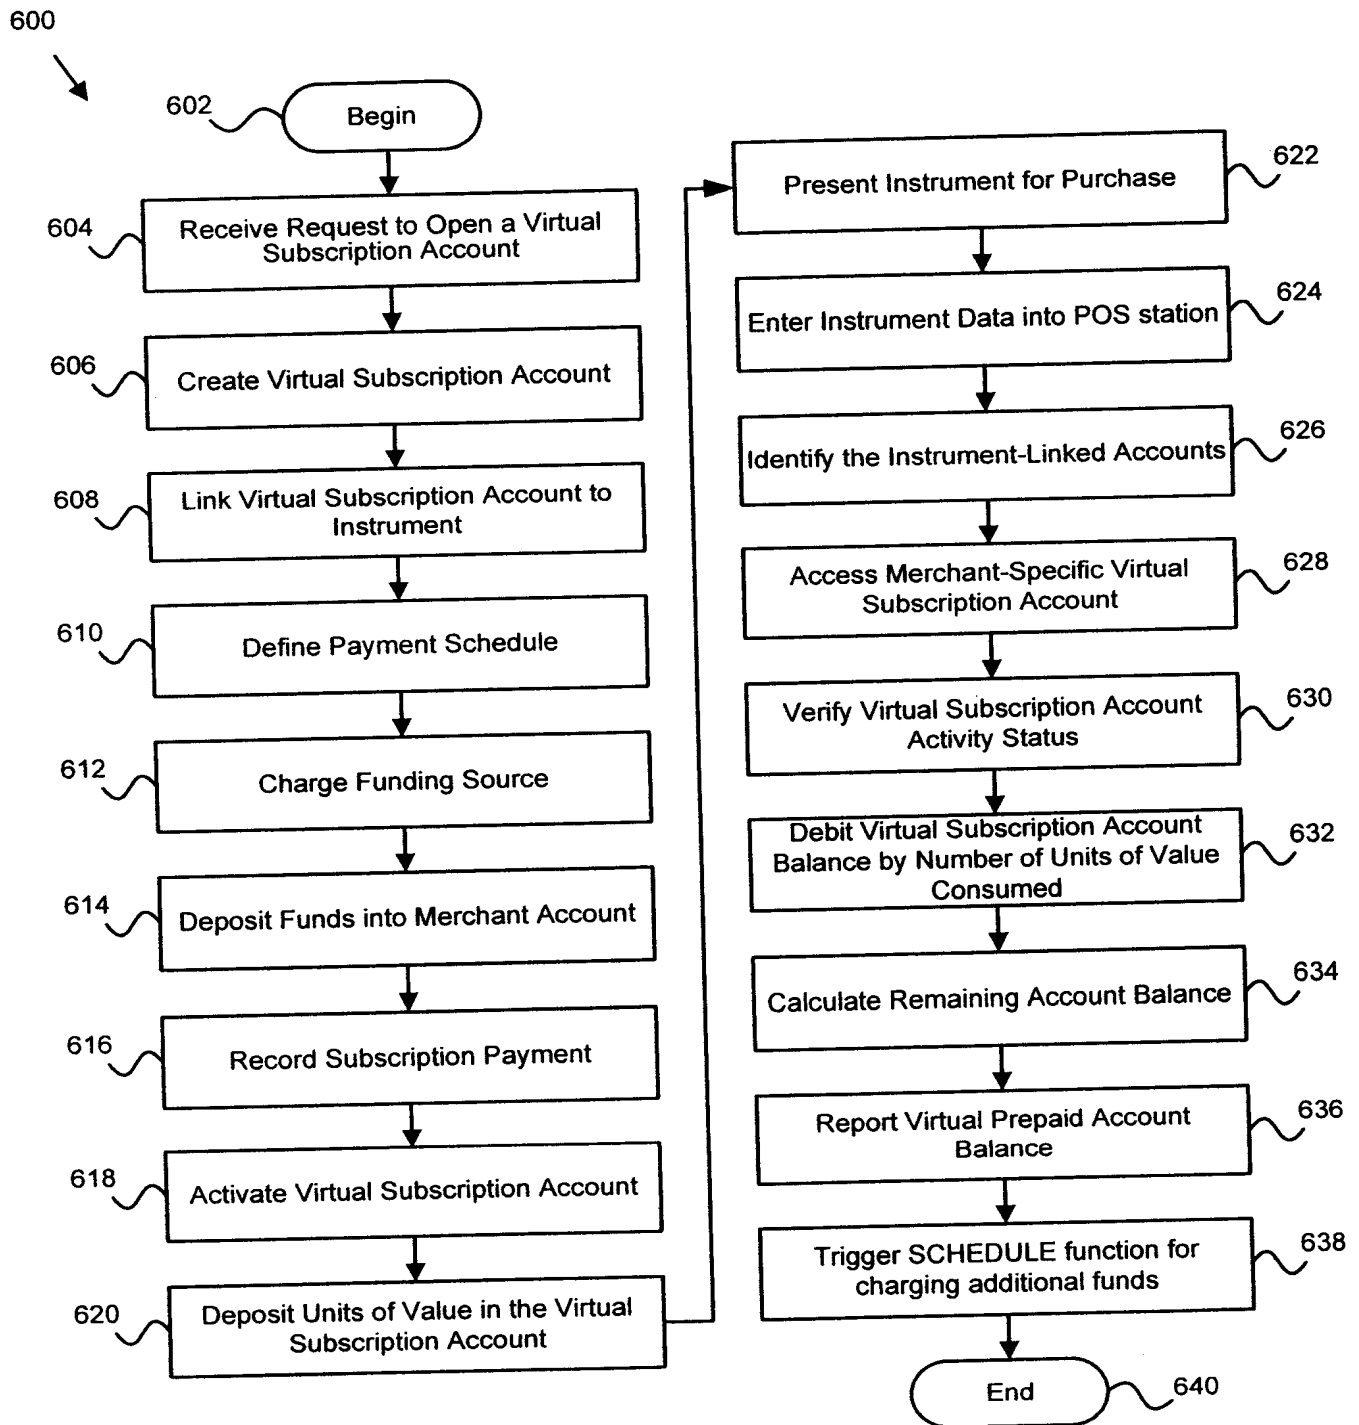 600
602
Begin
604
Receive Request to Open a Virtual
Subscription Account
606
Create Virtual Subscription Account
608
Link Virtual Subscription Account to
Instrument
610
Define Payment Schedule
612
Charge Funding Source
614
Deposit Funds into Merchant Account
616
Record Subscription Payment
618
Activate Virtual Subscription Account
620
Deposit Units of Value in the Virtual
Subscription Account
Present Instrument for Purchase
622
Enter Instrument Data into POS station
624
Identify the Instrument-Linked Accounts
626
Access Merchant-Specific Virtual
Subscription Account
628
Verify Virtual Subscription Account
Activity Status
630
Debit Virtual Subscription Account
Balance by Number of Units of Value
Consumed
632
Calculate Remaining Account Balance
634
Report Virtual Prepaid Account
Balance
636
Trigger SCHEDULE function for
charging additional funds
638
End
640